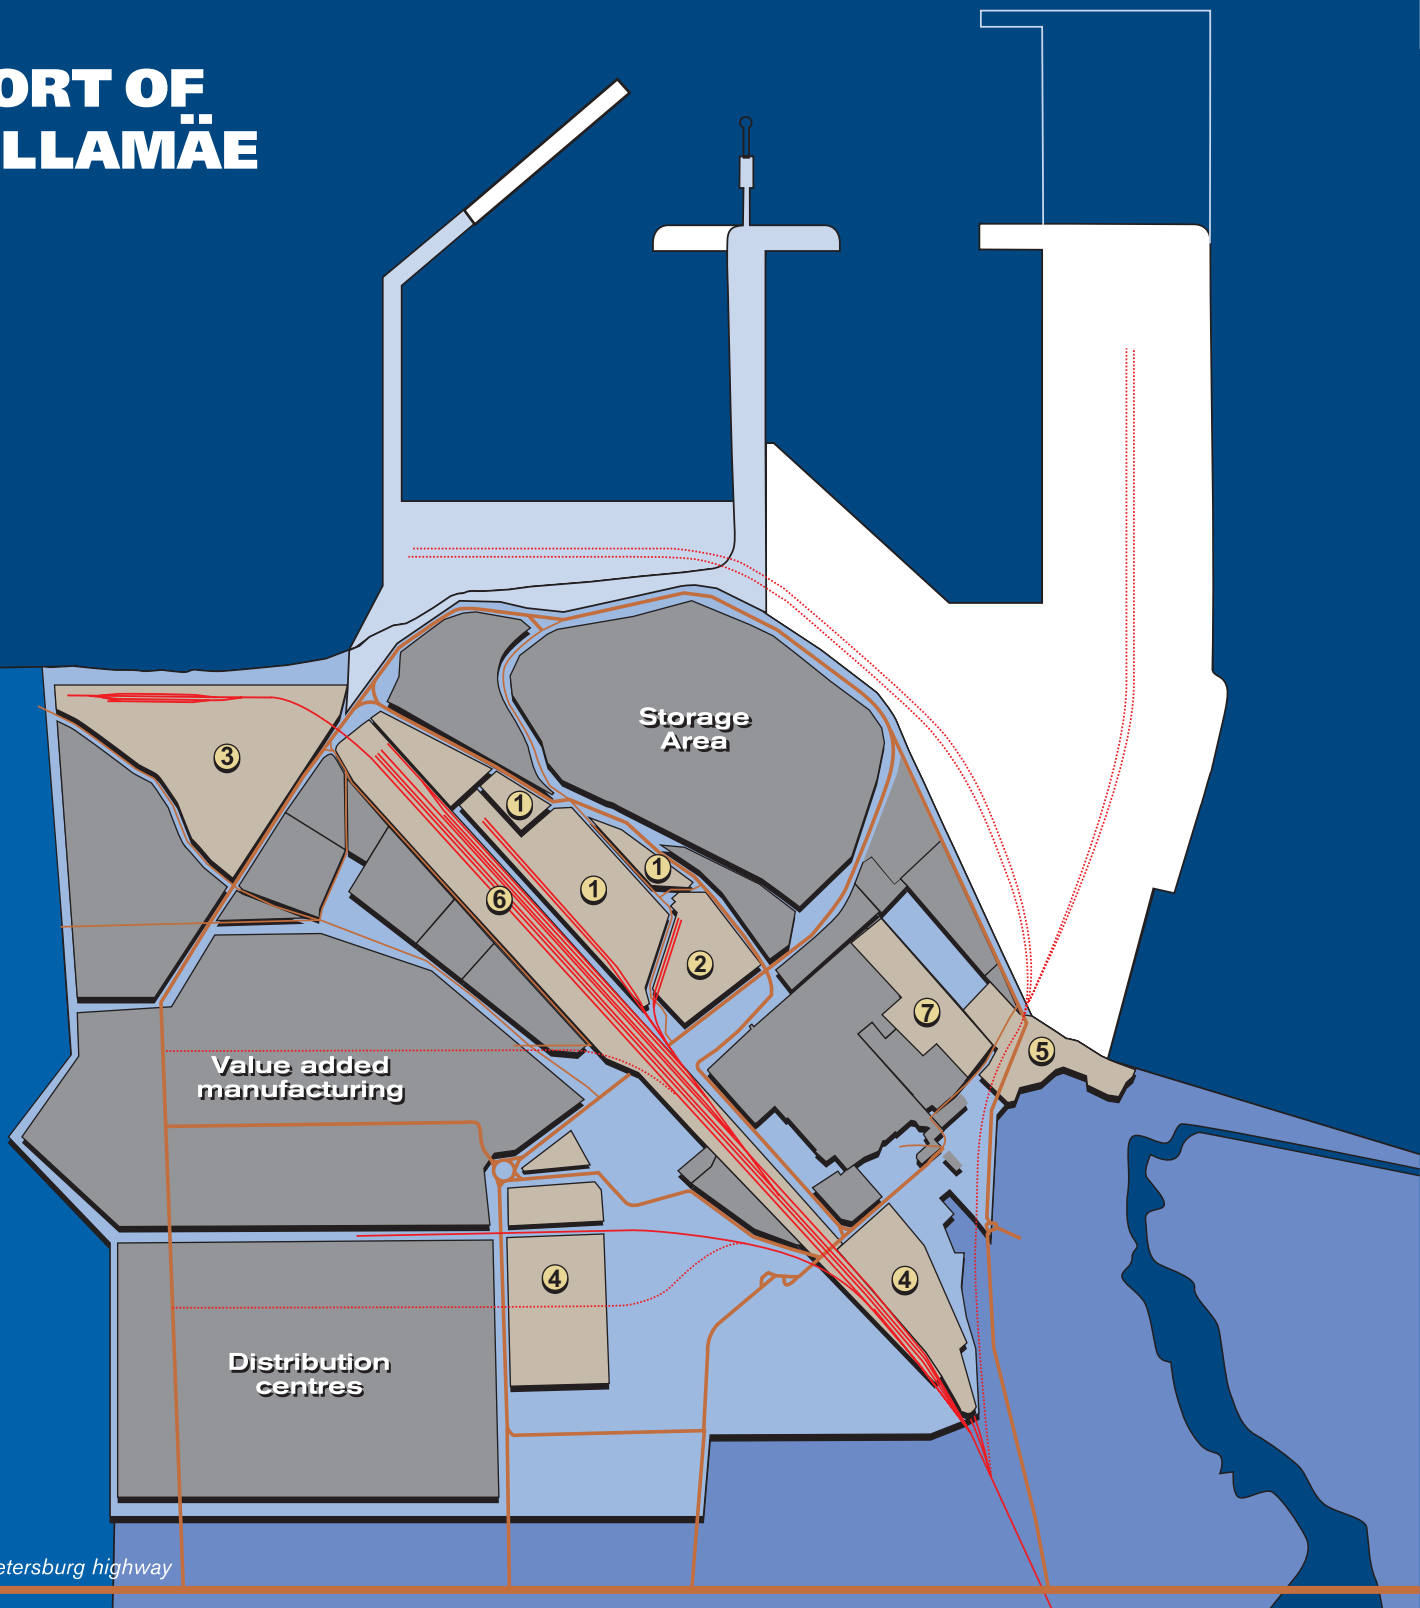 ORT OF
LLAMÄE
Storage
Area
3
1
1
1
6
2
7
5
Value added
manufacturing
4
4
Distribution
centres
etersburg highway